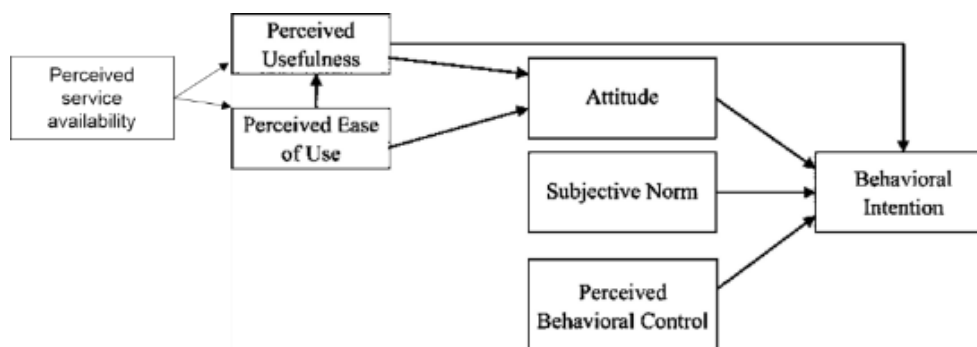 Perceived
Usefulness
Perceived
service
availability
Perceived Ease
of Use
Attitude
Subjective Norm
Behavioral
Intention
Perceived
Behavioral Control